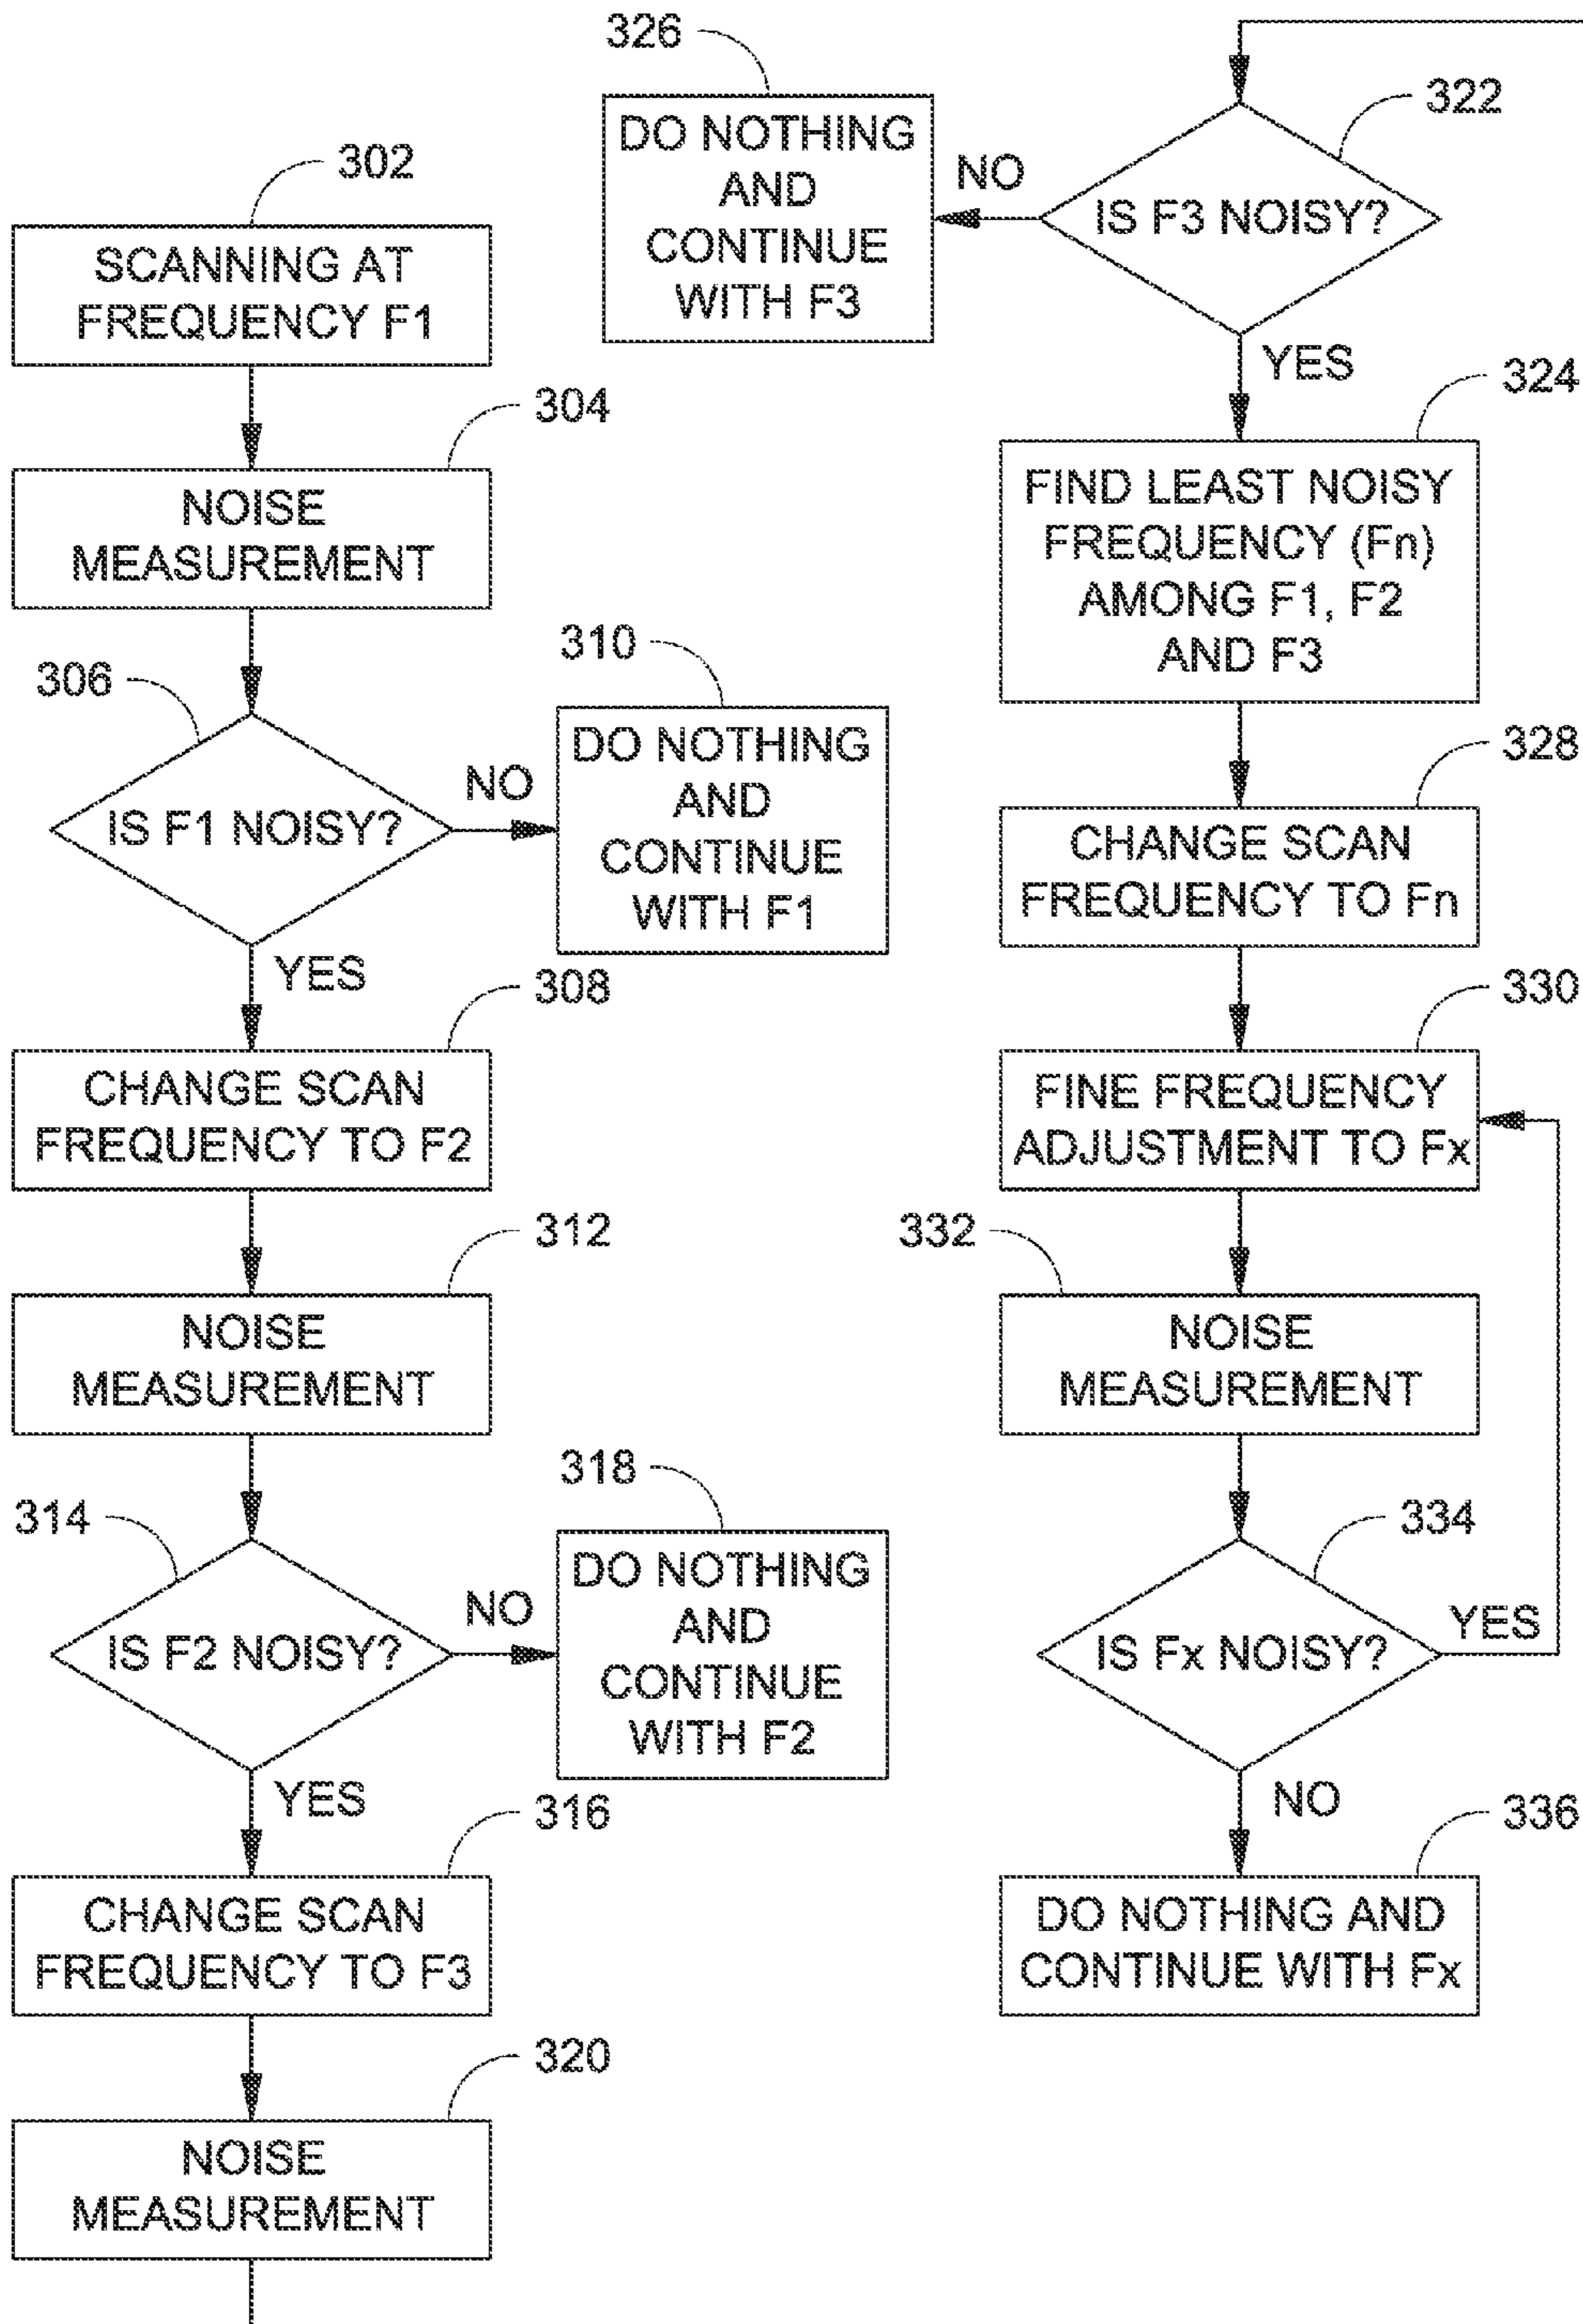 302
SCANNING AT
FREQUENCY F1
304
NOISE
MEASUREMENT
306
IS F1 NOISY?
NO
310
DO NOTHING
AND
CONTINUE
WITH F1
YES
308
CHANGE SCAN
FREQUENCY TO F2
312
NOISE
MEASUREMENT
314
IS F2 NOISY?
NO
318
DO NOTHING
AND
CONTINUE
WITH F2
YES
316
CHANGE SCAN
FREQUENCY TO F3
320
NOISE
MEASUREMENT
322
IS F3 NOISY?
NO
326
DO NOTHING
AND
CONTINUE
WITH F3
YES
324
FIND LEAST NOISY
FREQUENCY (Fn)
AMONG F1, F2
AND F3
328
CHANGE SCAN
FREQUENCY TO Fn
330
FINE FREQUENCY
ADJUSTMENT TO Fx
332
NOISE
MEASUREMENT
334
IS Fx NOISY?
YES
NO
336
DO NOTHING AND
CONTINUE WITH Fx